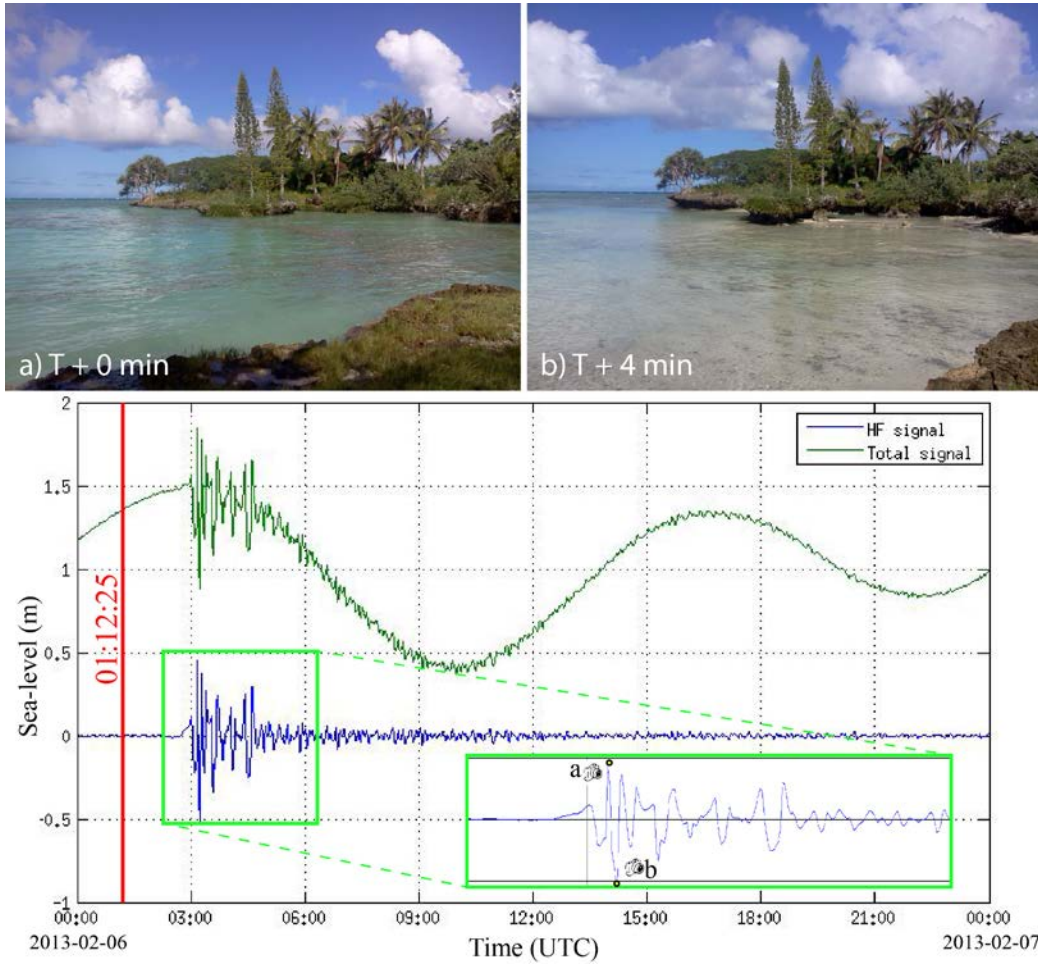 a) T + 0 min
b) T + 4 min
2
1.5
1
0.5
0
-0.5
-1
Sea-level (m)
01:12:25
HF signal
Total signal
a
b
00:00
03:00
06:00
09:00
12:00
15:00
18:00
21:00
00:00
2013-02-06
Time (UTC)
2013-02-07